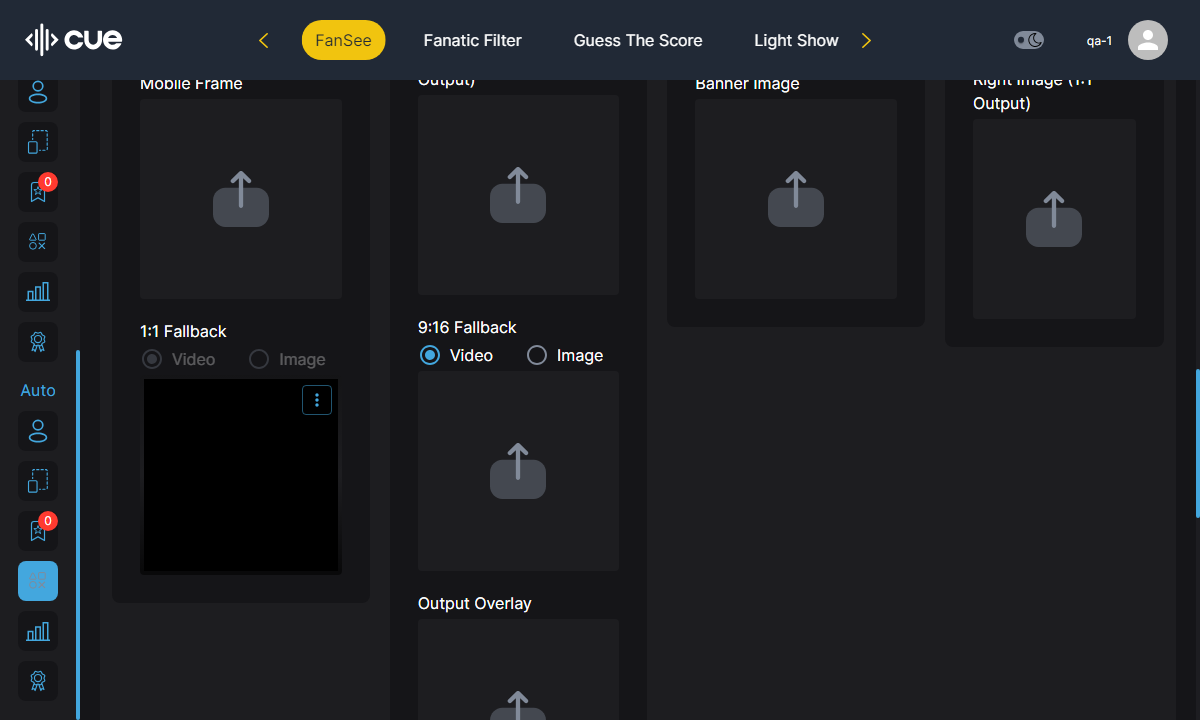 cue
FanSee
Fanatic Filter
Guess The Score
Light Show
qa-1
0
Auto
0
Mobile Frame
1:1 Fallback
Video
Image
Output)
9:16 Fallback
Video
Image
Output Overlay
Banner Image
Right Image (1:1
Output)